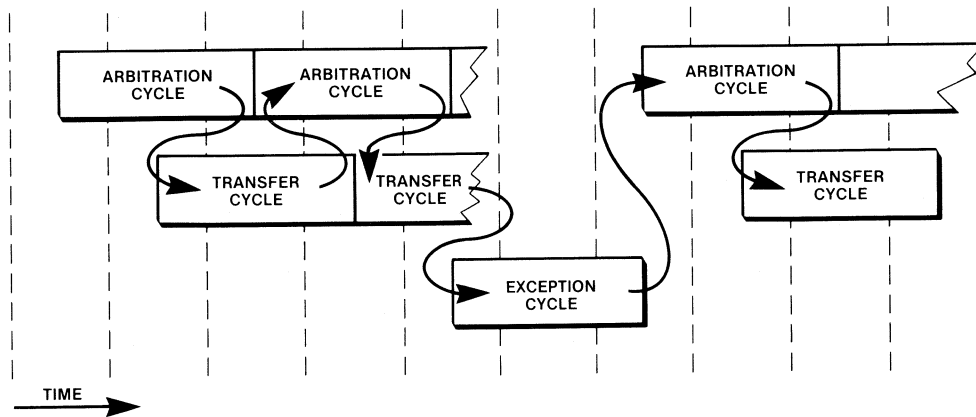 ARBITRATION
CYCLE
ARBITRATION
CYCLE
ARBITRATION
CYCLE
TRANSFER
CYCLE
TRANSFER
CYCLE
TRANSFER
CYCLE
EXCEPTION
CYCLE
TIME